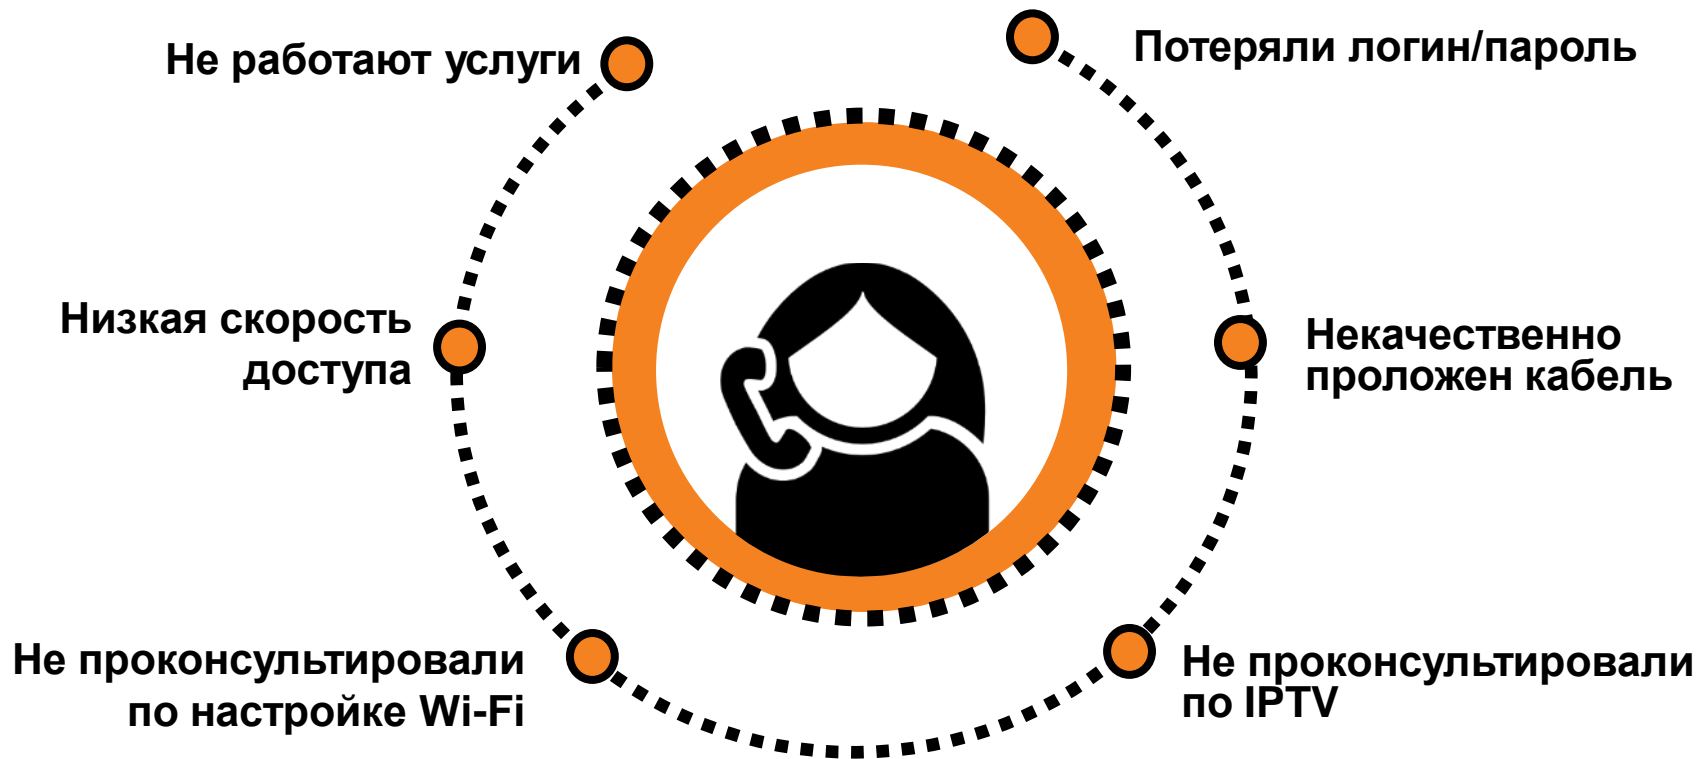 Не работают услуги
Потеряли логин/пароль
Низкая скорость
доступа
Некачественно
проложен кабель
Не проконсультировали
по настройке Wi-Fi
Не проконсультировали
по IPTV